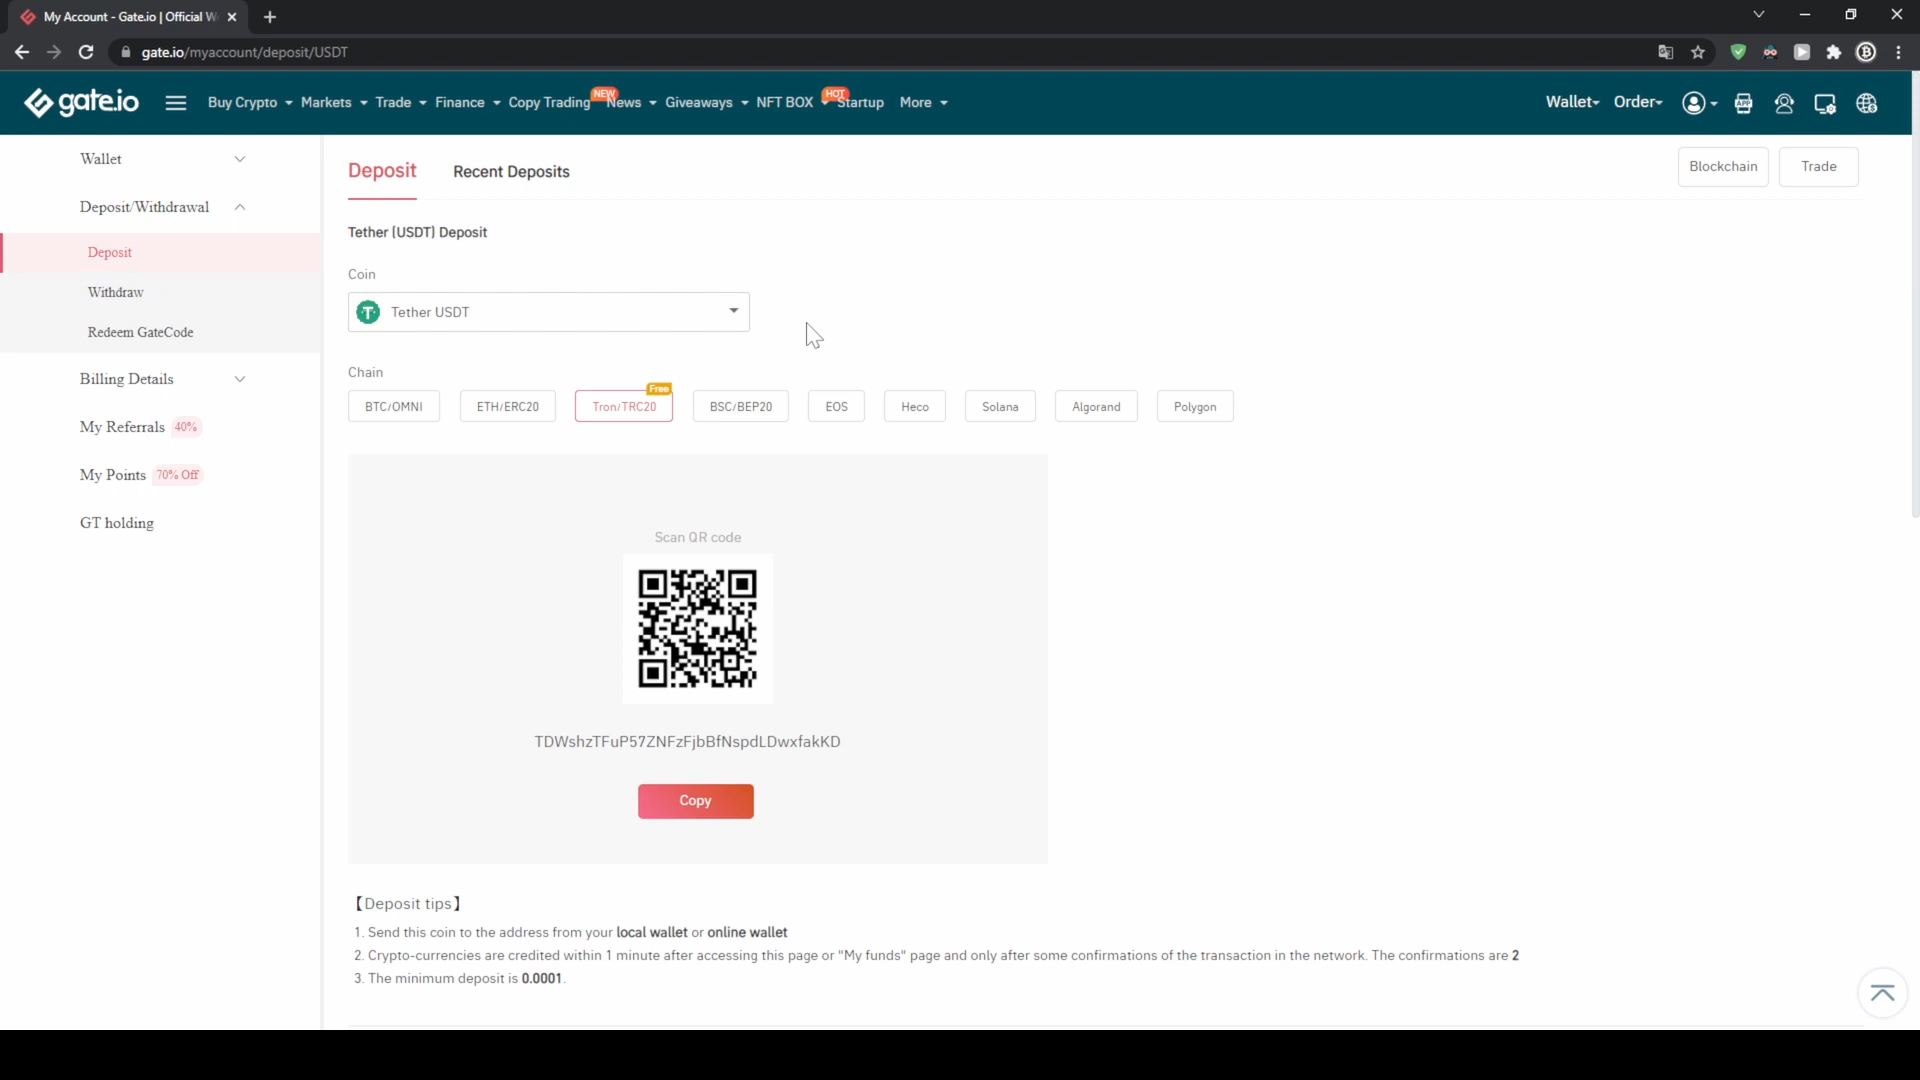 My Account - Gate.io | Official W
gate.io/myaccount/deposit/USDT
gate.io
Buy Crypto Markets Trade Finance Copy Trading NEW News Giveaways NFT BOX HOT Startup More
Wallet Order
APP
Wallet
Deposit/Withdrawal
Deposit
Withdraw
Redeem GateCode
Billing Details
My Referrals 40%
My Points 70% Off
GT holding
Deposit Recent Deposits
Blockchain Trade
Tether (USDT) Deposit
Coin
Tether USDT
Chain
Free
BTC/OMNI ETH/ERC20 Tron/TRC20 BSC/BEP20 EOS Heco Solana Algorand Polygon
Scan QR code
TDWshzTFuP57ZNFzFjbBfNspdLDwxfakKD
Copy
【Deposit tips】
1. Send this coin to the address from your local wallet or online wallet
2. Crypto-currencies are credited within 1 minute after accessing this page or "My funds" page and only after some confirmations of the transaction in the network. The confirmations are 2
3. The minimum deposit is 0.0001.